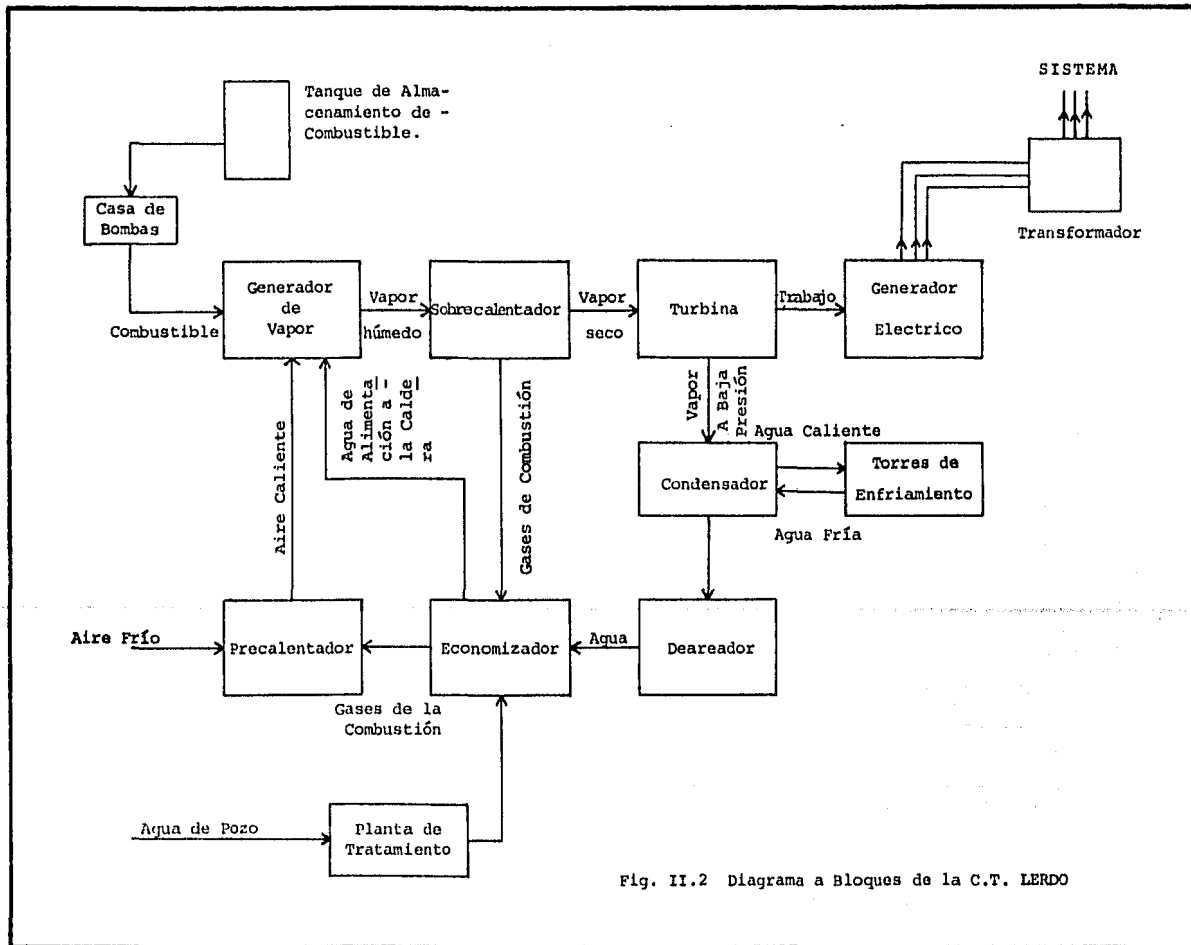 SISTEMA
Tanque de Alma-
cenamiento de -
Combustible.
Casa de
Bombas
Transformador
Generador
de
Vapor
Vapor
húmedo
Sobrecalentador
Vapor
seco
Turbina
Trabajo
Generador
Electrico
Combustible
Aire Caliente
Agua de
Alimenta
ción a -
la Calde
ra
Gases de Combustión
Vapor
A Baja
Presión
Agua Caliente
Condensador
Torres de
Enfriamiento
Agua Fría
Aire Frío
Precalentador
Economizador
Agua
Deareador
Gases de la
Combustión
Agua de Pozo
Planta de
Tratamiento
Fig. II.2 Diagrama a Bloques de la C.T. LERDO